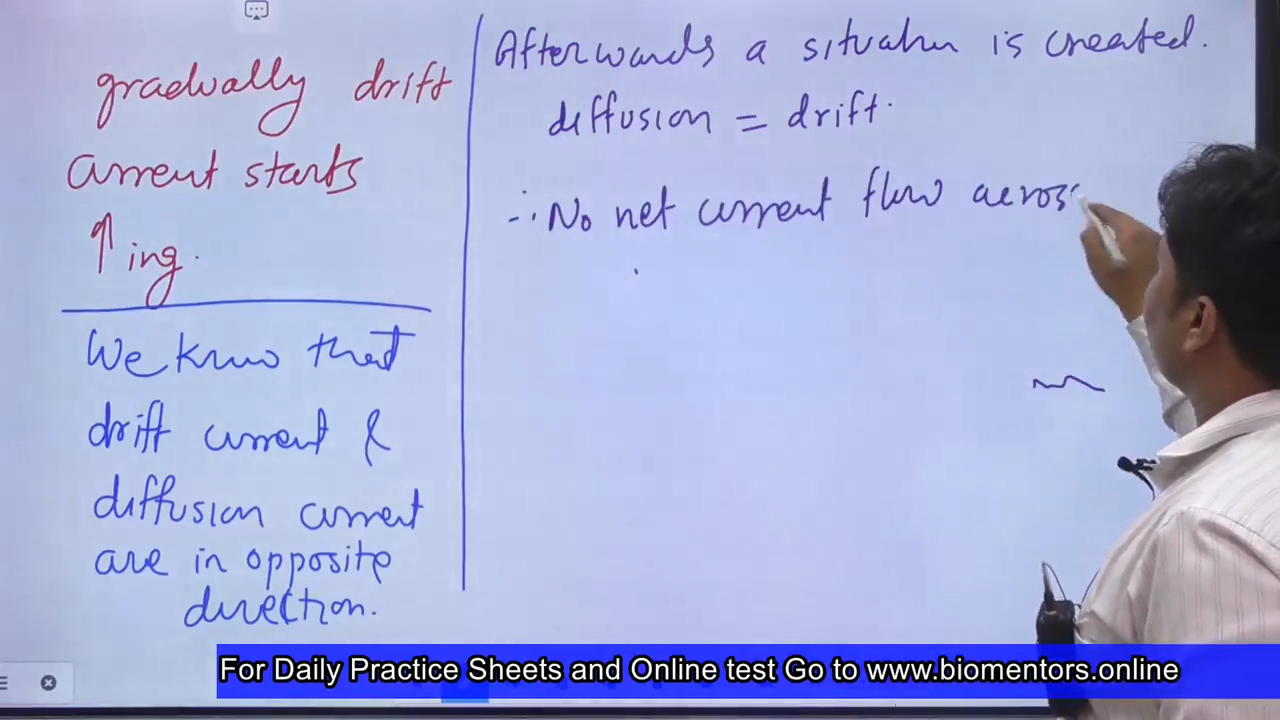 gradually drift
current starts
↑ing.
We know that
drift current &
diffusion current
are in opposite
direction.
Afterwards a situation is created.
diffusion = drift.
∴ No net current flow across
For Daily Practice Sheets and Online test Go to www.biomentors.online